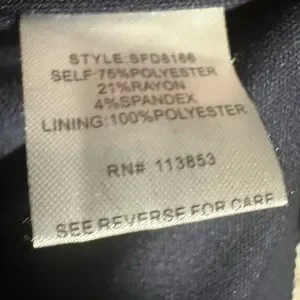 STYLE:SFD8166
SELF:75%POLYESTER
21%RAYON
4%SPANDEX
LINING:100%POLYESTER
RN# 113853
SEE REVERSE FOR CARE